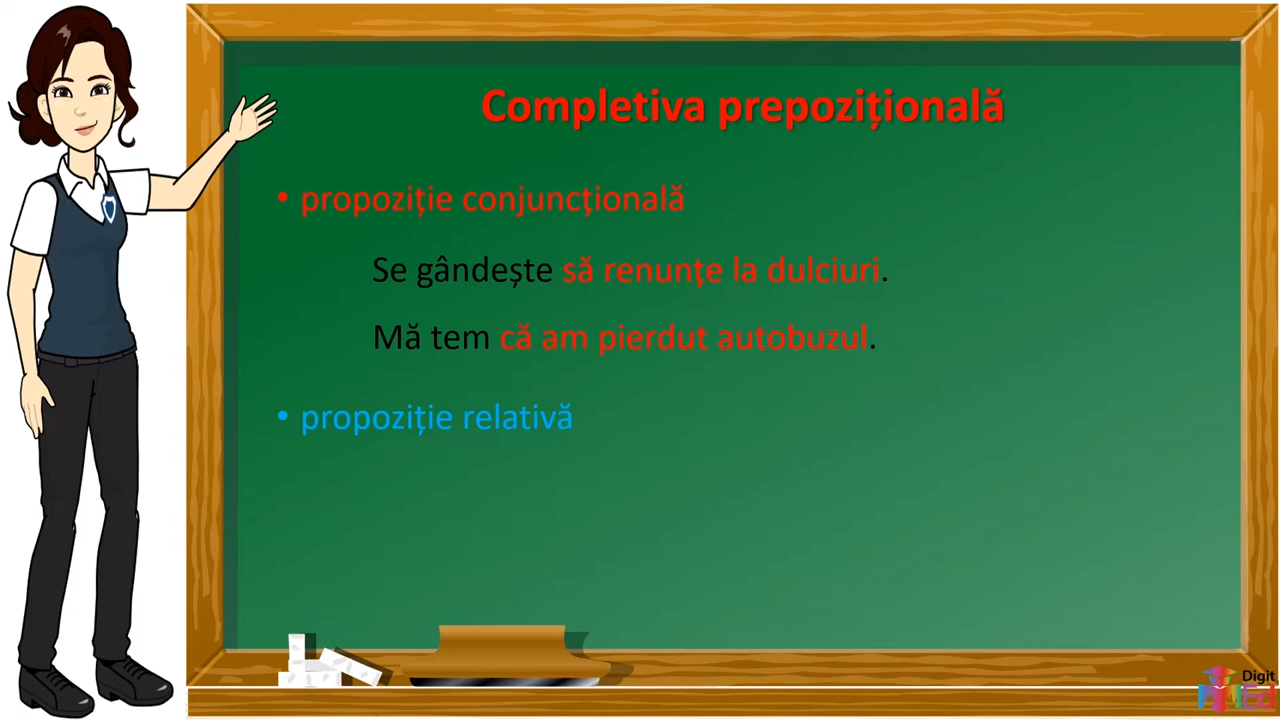 Completiva prepozițională
• propoziție conjuncțională
Se gândește să renunțe la dulciuri.
Mă tem că am pierdut autobuzul.
• propoziție relativă
Digit